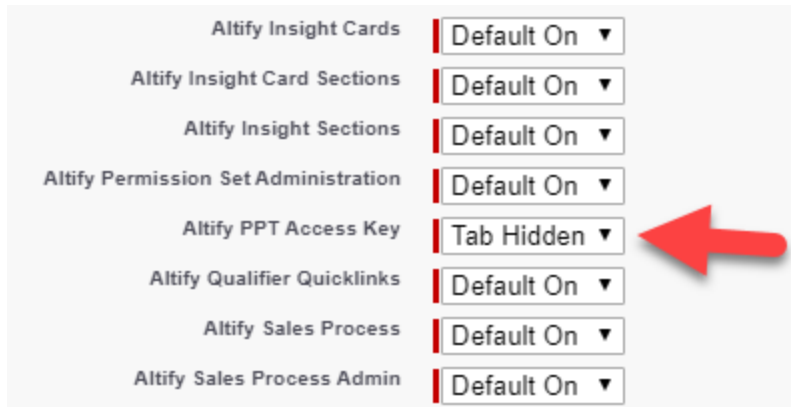 Altify Insight Cards Default On
Altify Insight Card Sections Default On
Altify Insight Sections Default On
Altify Permission Set Administration Default On
Altify PPT Access Key Tab Hidden
Altify Qualifier Quicklinks Default On
Altify Sales Process Default On
Altify Sales Process Admin Default On